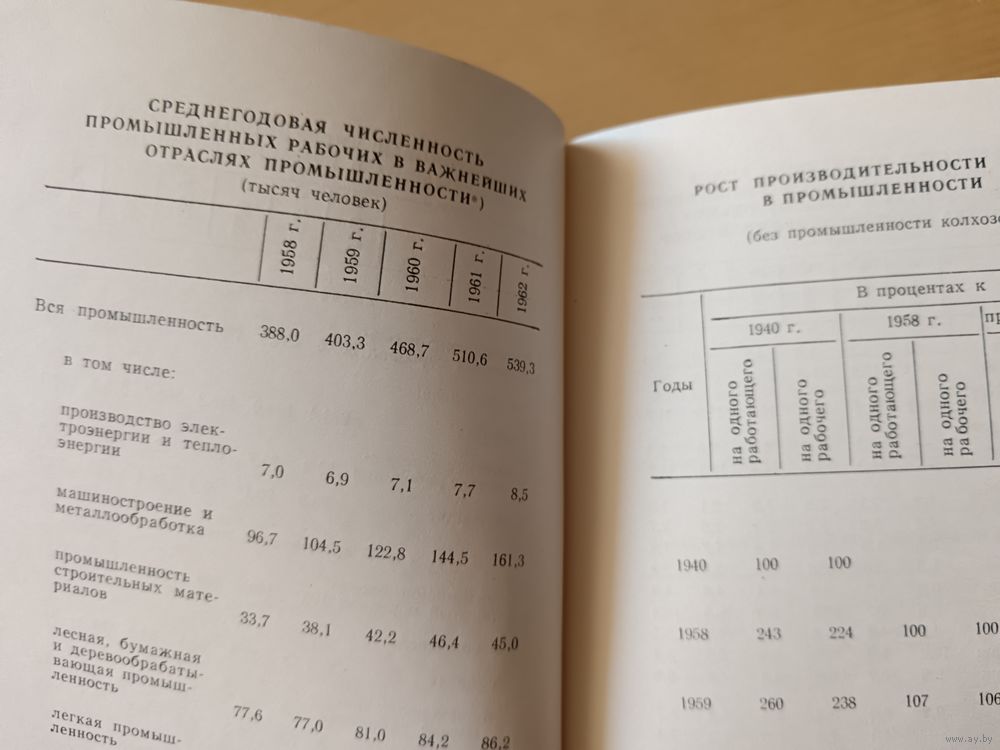 СРЕДНЕГОДОВАЯ ЧИСЛЕННОСТЬ
ПРОМЫШЛЕННЫХ РАБОЧИХ В ВАЖНЕЙШИХ
ОТРАСЛЯХ ПРОМЫШЛЕННОСТИ*)
(тысяч человек)
1958 г. 1959 г. 1960 г. 1961 г. 1962 г.
Вся промышленность 388,0 403,3 468,7 510,6 539,3
в том числе:
производство элек-
троэнергии и тепло-
энергии 7,0 6,9 7,1 7,7 8,5
машиностроение и
металлообработка 96,7 104,5 122,8 144,5 161,3
промышленность
строительных мате-
риалов 33,7 38,1 42,2 46,4 45,0
лесная, бумажная
и деревообрабаты-
вающая промыш-
ленность 77,6 77,0 81,0 84,2 86,2
легкая промыш-
ленность
РОСТ ПРОИЗВОДИТЕЛЬНОСТИ
В ПРОМЫШЛЕННОСТИ
(без промышленности колхозо
В процентах к
Годы
1940 г. 1958 г. пр
на одного
работающего
на одного
рабочего
на одного
работающего
на одного
рабочего
1940 100 100
1958 243 224 100 100
1959 260 238 107 106
www.ay.by